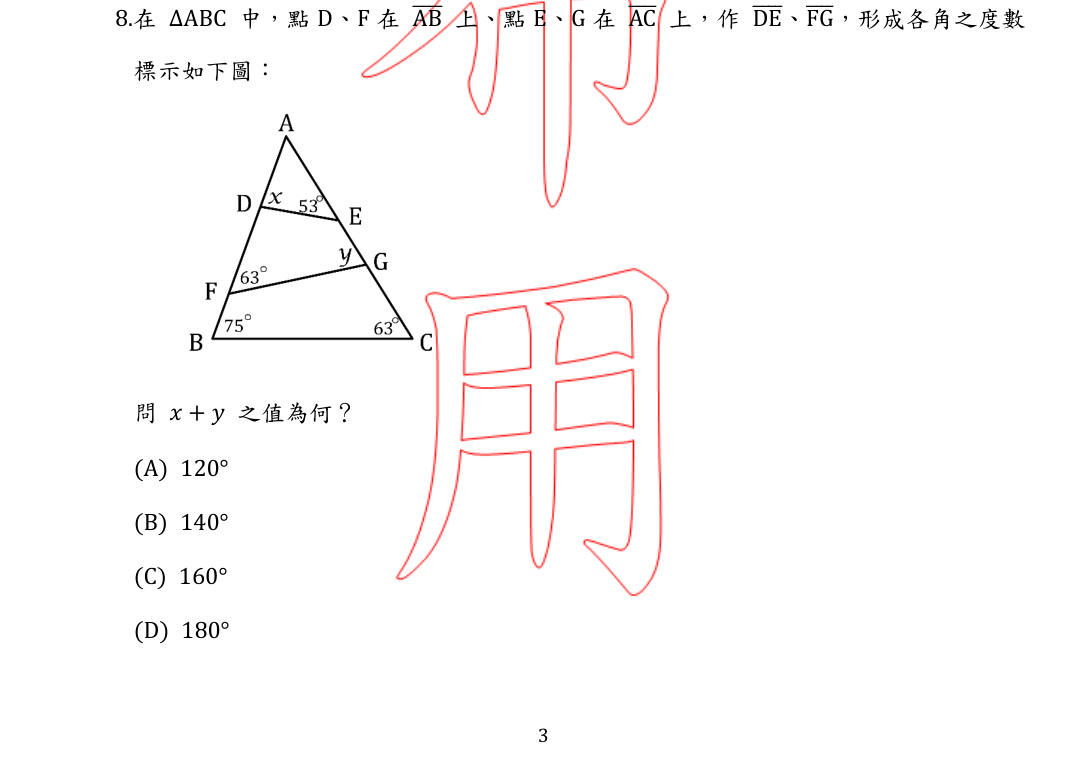 8.在 ΔABC 中，點 D、F 在 AB 上、點 E、G 在 AC 上，作 DE、FG，形成各角之度數
標示如下圖：
A
D x 53° E
y G
F 63°
75° 63°
B C
問 x + y 之值為何？
(A) 120°
(B) 140°
(C) 160°
(D) 180°
用
3